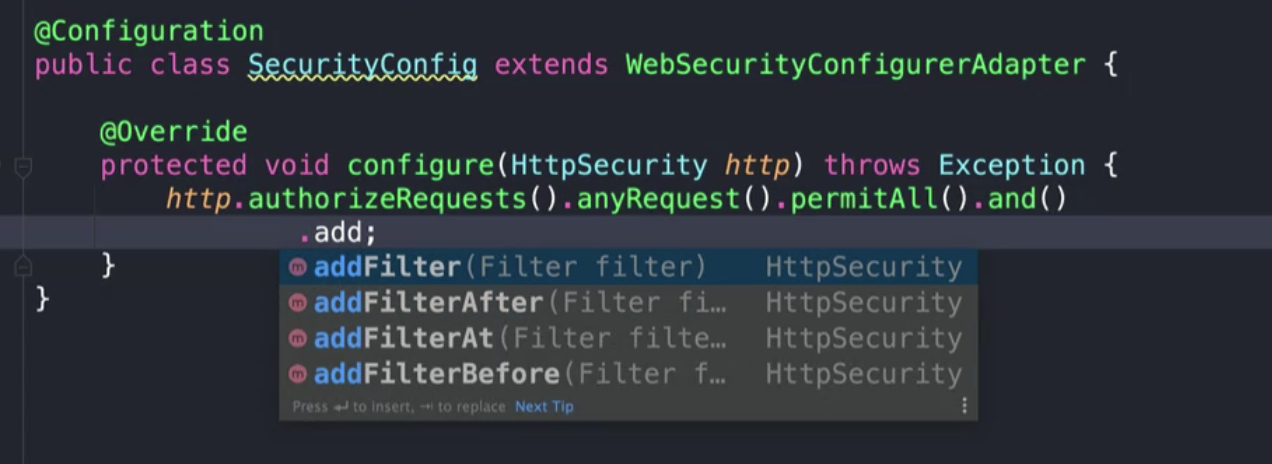 @Configuration
public class SecurityConfig extends WebSecurityConfigurerAdapter {
@Override
protected void configure(HttpSecurity http) throws Exception {
http.authorizeRequests().anyRequest().permitAll().and()
.add;
addFilter(Filter filter) HttpSecurity
addFilterAfter(Filter fi… HttpSecurity
addFilterAt(Filter filte… HttpSecurity
addFilterBefore(Filter f… HttpSecurity
Press ↵ to insert, ⇥ to replace Next Tip
}
}